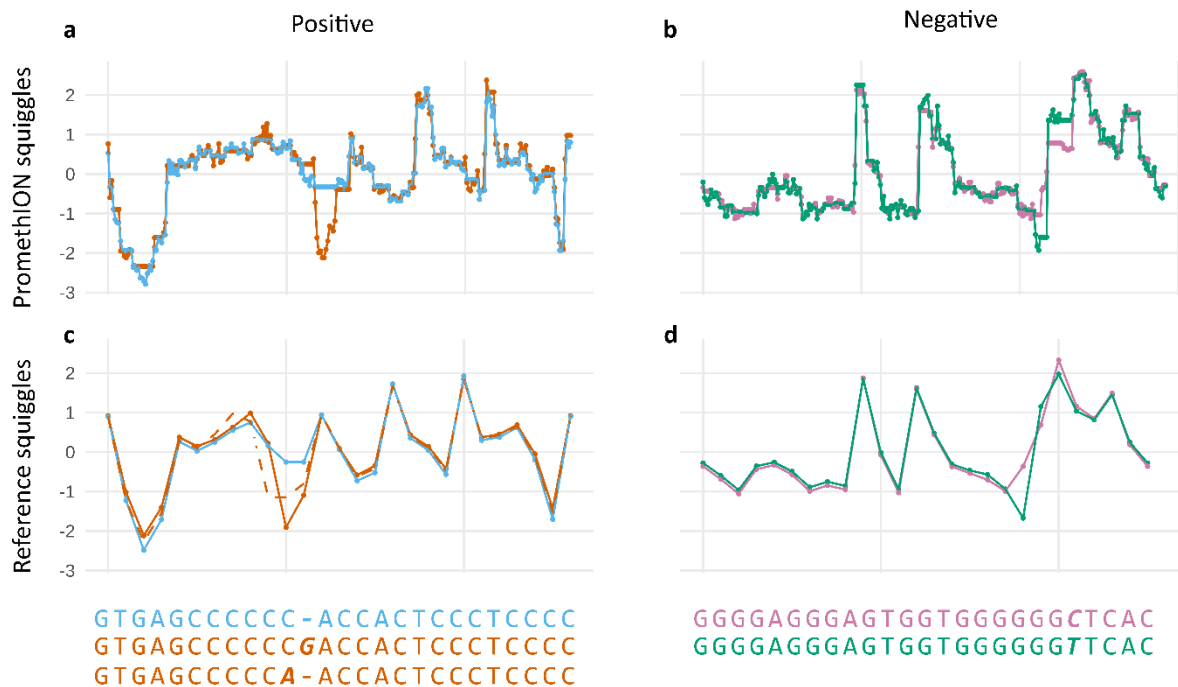 a
Positive
b
Negative
PromethION squiggles
2
1
0
-1
-2
-3
c
d
Reference squiggles
2
1
0
-1
-2
-3
GTGAGCCCCCC-ACCACTCCCTCCCC
GTGAGCCCCCCGACCACTCCCTCCCC
GTGAGCCCCCA-ACCACTCCCTCCCC
GGGGAGGGAGTGGTGGGGGGCTCAC
GGGGAGGGAGTGGTGGGGGGTTCAC